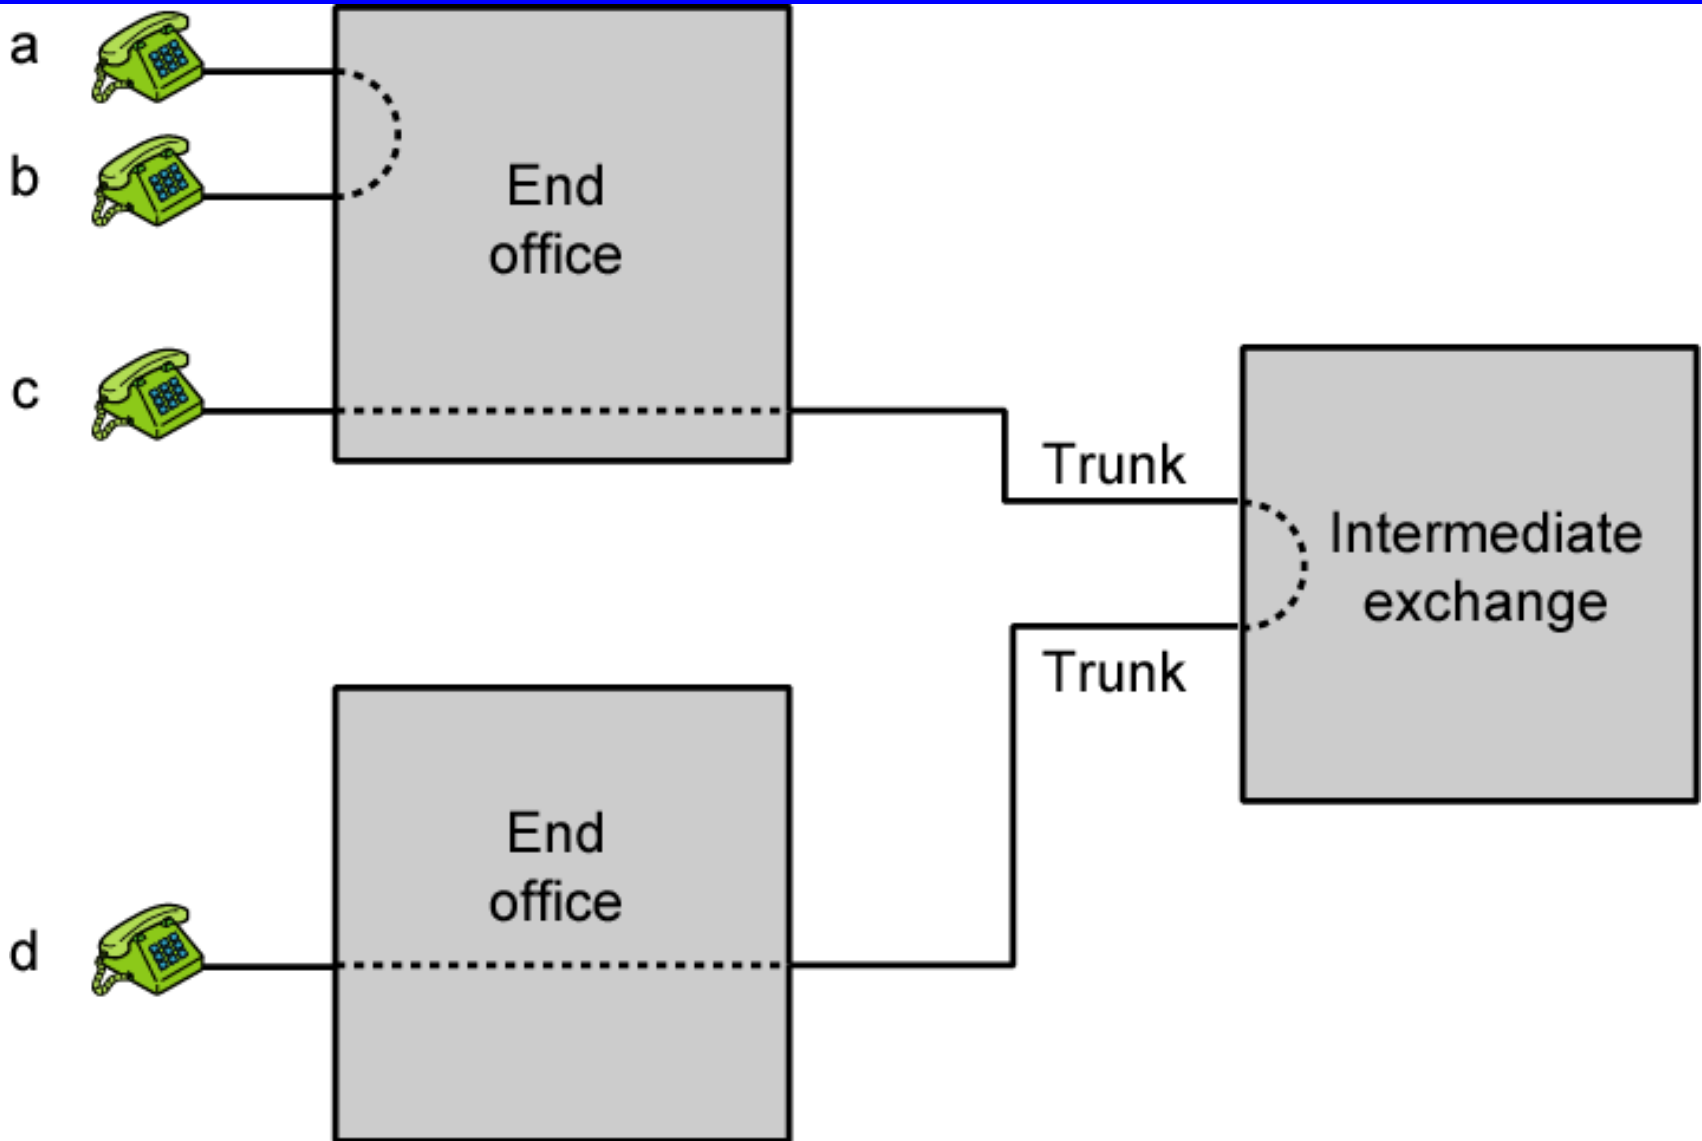 a
b
End
office
c
Trunk
Intermediate
exchange
Trunk
End
office
d